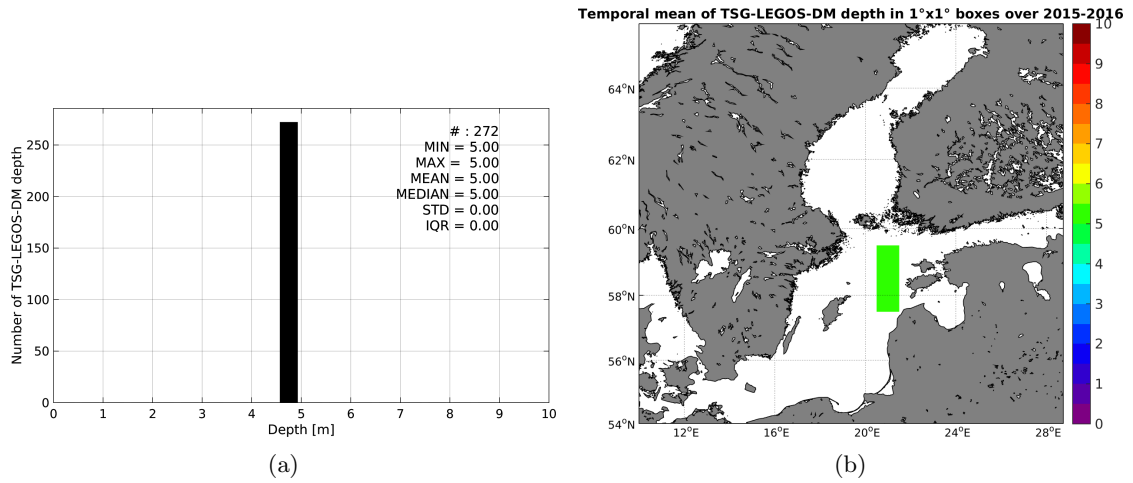 Number of TSG-LEGOS-DM depth
250
200
150
100
50
0
0 1 2 3 4 5 6 7 8 9 10
Depth [m]
# : 272
MIN = 5.00
MAX = 5.00
MEAN = 5.00
MEDIAN = 5.00
STD = 0.00
IQR = 0.00
(a)
Temporal mean of TSG-LEGOS-DM depth in 1°x1° boxes over 2015-2016
64°N
62°N
60°N
58°N
56°N
54°N
12°E 16°E 20°E 24°E 28°E
10
9
8
7
6
5
4
3
2
1
0
(b)